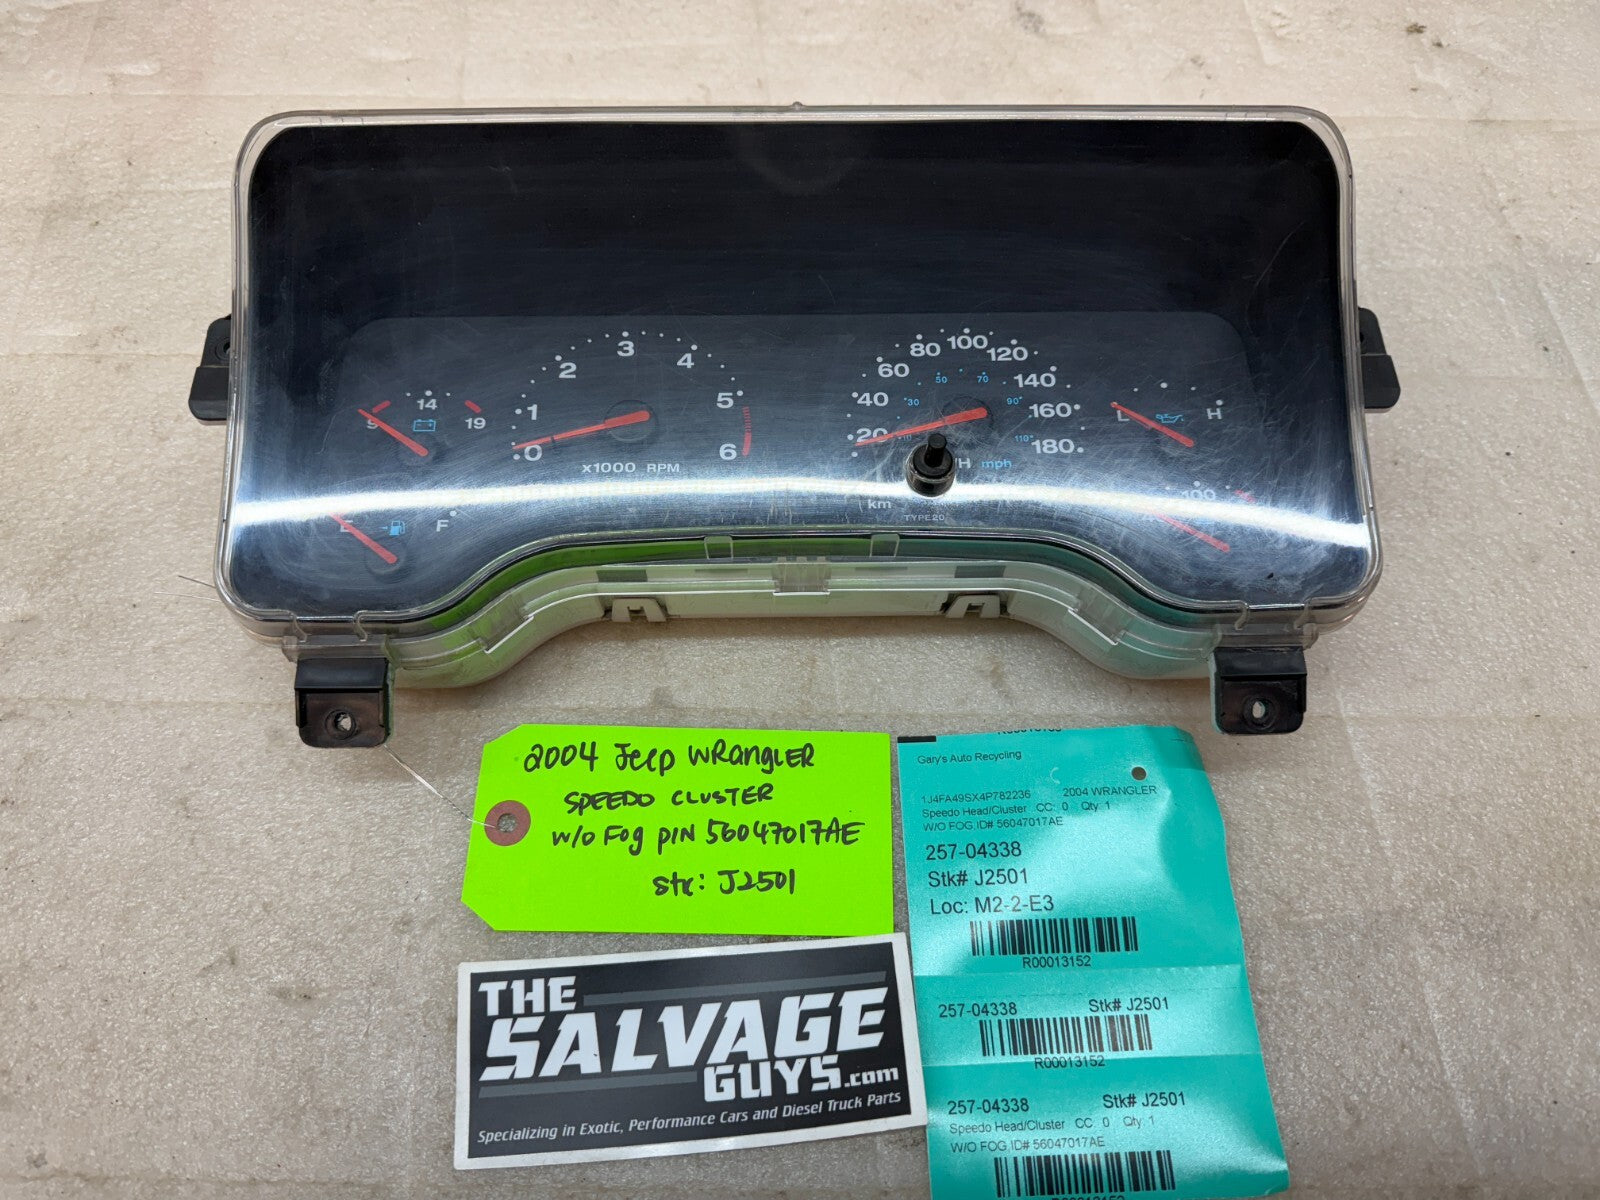 14
9
19
E
F
0
1
2
3
4
5
6
x1000 RPM
20
40
60
80
100
120
140
160
180
30
50
70
90
110
/H mph
km
TYPE20
L
H
100
2004 Jeep WRanglER
SPEEDO CLUSTER
w/o Fog P/N 56047017AE
Stk: J2501
THE
SALVAGE
GUYS.com
Specializing in Exotic, Performance Cars and Diesel Truck Parts
Gary's Auto Recycling
1J4FA49SX4P782236 2004 WRANGLER
Speedo Head/Cluster CC: 0 Qty: 1
W/O FOG,ID# 56047017AE
257-04338
Stk# J2501
Loc: M2-2-E3
R00013152
257-04338 Stk# J2501
R00013152
257-04338 Stk# J2501
Speedo Head/Cluster CC: 0 Qty: 1
W/O FOG,ID# 56047017AE
R00013152